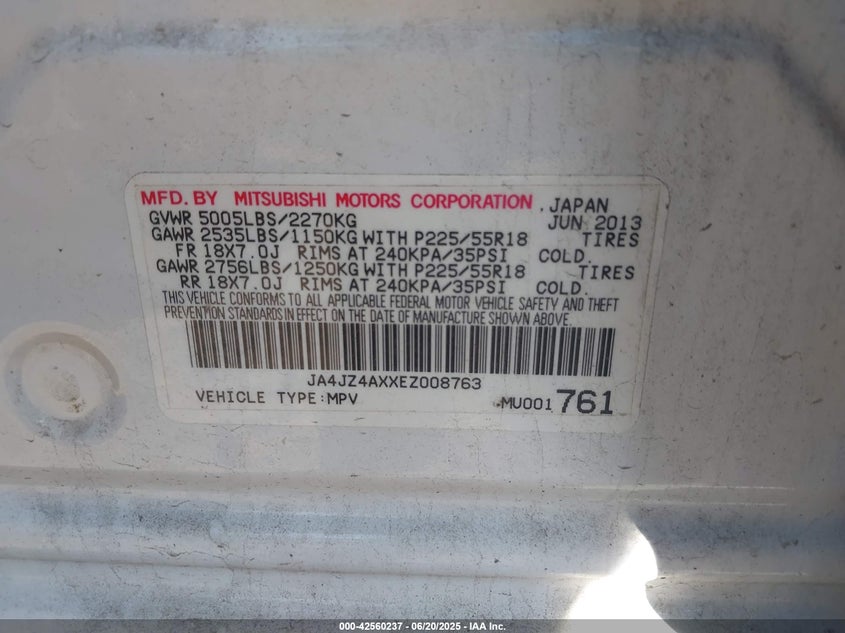 MFD. BY MITSUBISHI MOTORS CORPORATION . JAPAN
GVWR 5005LBS/2270KG JUN 2013
GAWR 2535LBS/1150KG WITH P225/55R18 TIRES
FR 18X7.0J RIMS AT 240KPA/35PSI COLD.
GAWR 2756LBS/1250KG WITH P225/55R18 TIRES
RR 18X7.0J RIMS AT 240KPA/35PSI COLD.
THIS VEHICLE CONFORMS TO ALL APPLICABLE FEDERAL MOTOR VEHICLE SAFETY AND THEFT
PREVENTION STANDARDS IN EFFECT ON THE DATE OF MANUFACTURE SHOWN ABOVE.
JA4JZ4AXXEZ008763
VEHICLE TYPE:MPV MU001 761
000-42560237 - 06/20/2025 - IAA Inc.